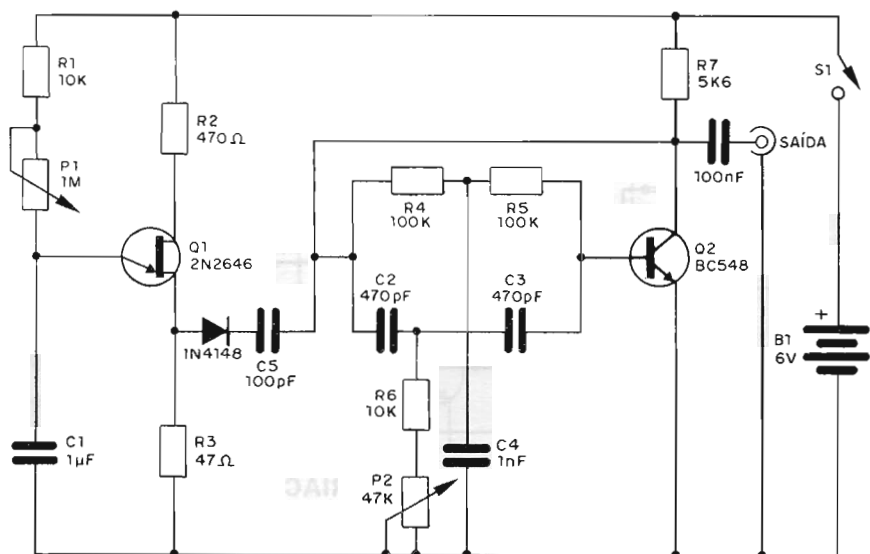 R1
10K
P1
1M
C1
1µF
R2
470Ω
Q1
2N2646
1N4148
C5
100pF
R3
47Ω
R4
100K
R5
100K
C2
470pF
C3
470pF
R6
10K
P2
47K
C4
1nF
R7
5K6
100nF
SAÍDA
Q2
BC548
S1
+
B1
6V